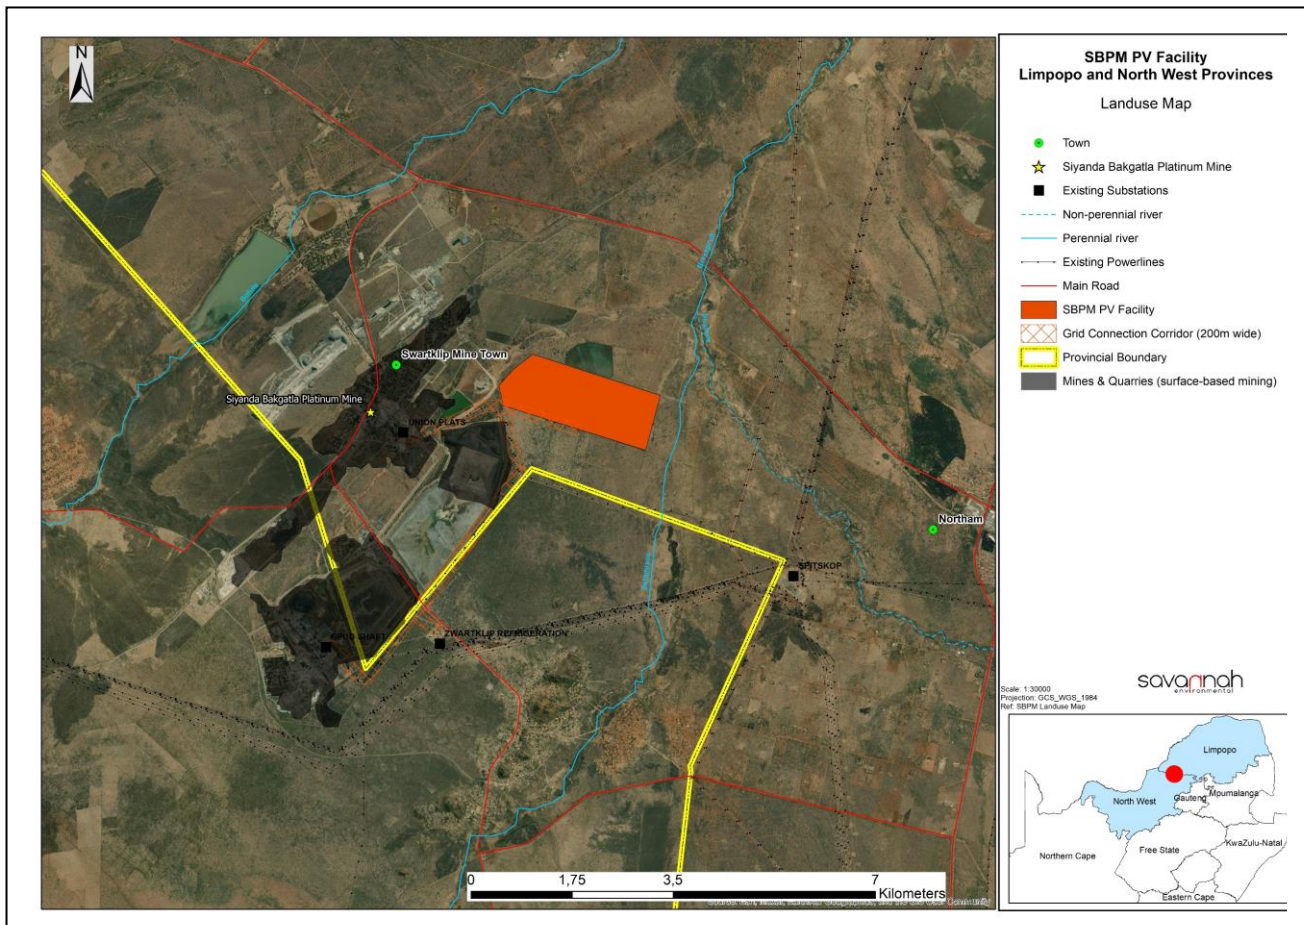 N
Swartklip Mine Town
Siyanda Bakgatla Platinum Mine
UNION PLATS
Northam
SPITSKOP
ZWARTKLIP REFRIGERATION
0 1,75 3,5 7
Kilometers
SBPM PV Facility
Limpopo and North West Provinces
Landuse Map
Town
Siyanda Bakgatla Platinum Mine
Existing Substations
Non-perennial river
Perennial river
Existing Powerlines
Main Road
SBPM PV Facility
Grid Connection Corridor (200m wide)
Provincial Boundary
Mines & Quarries (surface-based mining)
savannah
environmental
Scale: 1:30000
Projection: GCS_WGS_1984
Ref: SBPM Landuse Map
Limpopo
North West
Gauteng
Mpumalanga
Free State
KwaZulu-Natal
Northern Cape
Eastern Cape